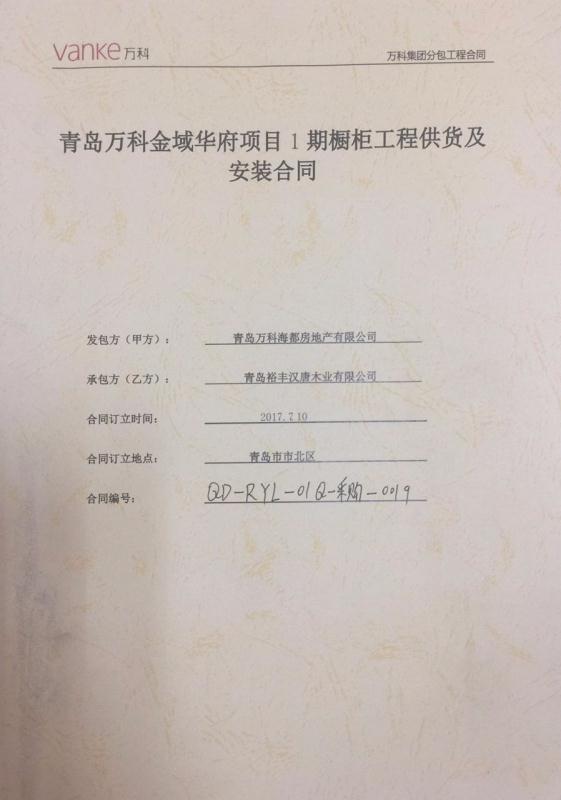 vanke 万科
万科集团分包工程合同
青岛万科金域华府项目 1 期橱柜工程供货及
安装合同
发包方（甲方）： 青岛万科海都房地产有限公司
承包方（乙方）： 青岛裕丰汉唐木业有限公司
合同订立时间： 2017.7.10
合同订立地点： 青岛市市北区
合同编号： QD-RYL-01Q-采购-0019